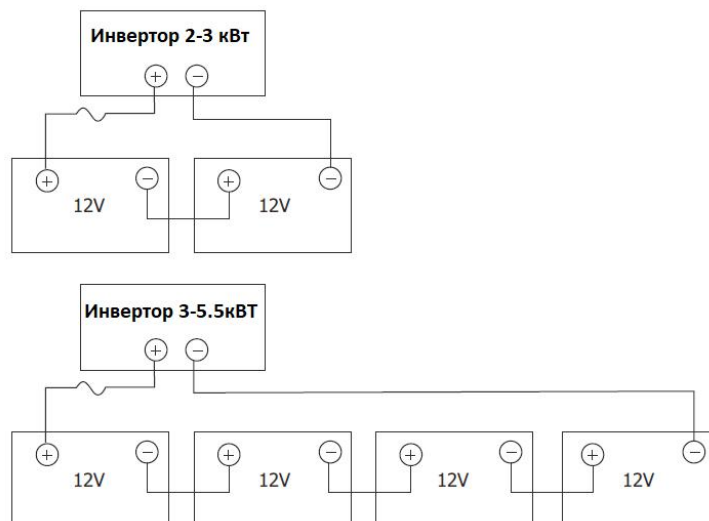 Инвертор 2-3 кВт
+ −
+ − + −
12V 12V
Инвертор 3-5.5кВТ
+ −
+ − + − + − + −
12V 12V 12V 12V